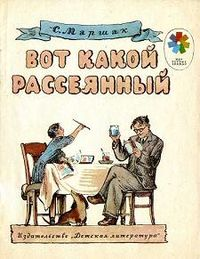 С. Маршак
ВОТ КАКОЙ
РАССЕЯННЫЙ
Издательство „Детская литература"